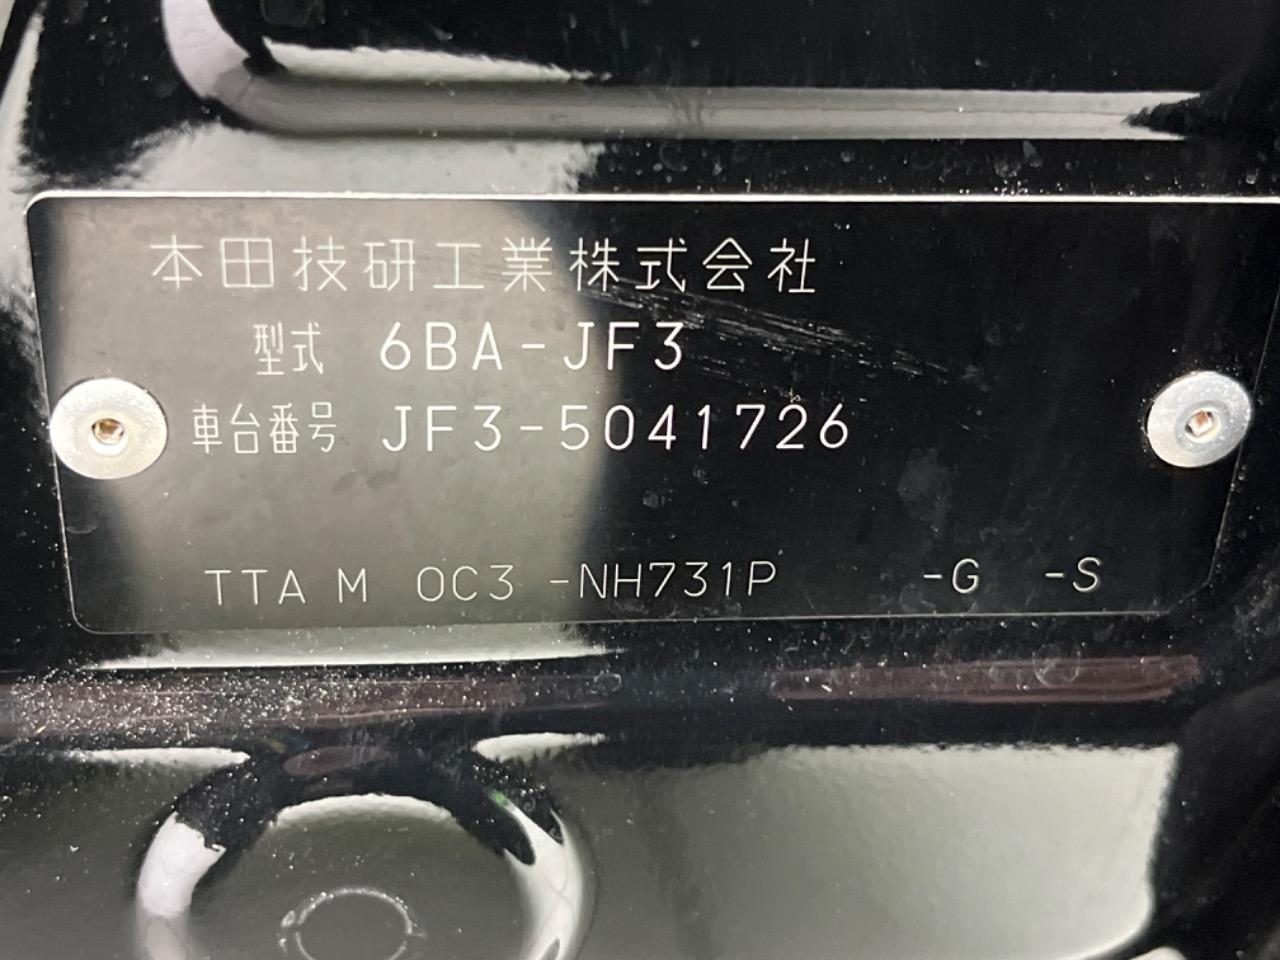 本田技研工業株式会社
型式 6BA-JF3
車台番号 JF3-5041726
TTA M OC3 -NH731P -G -S